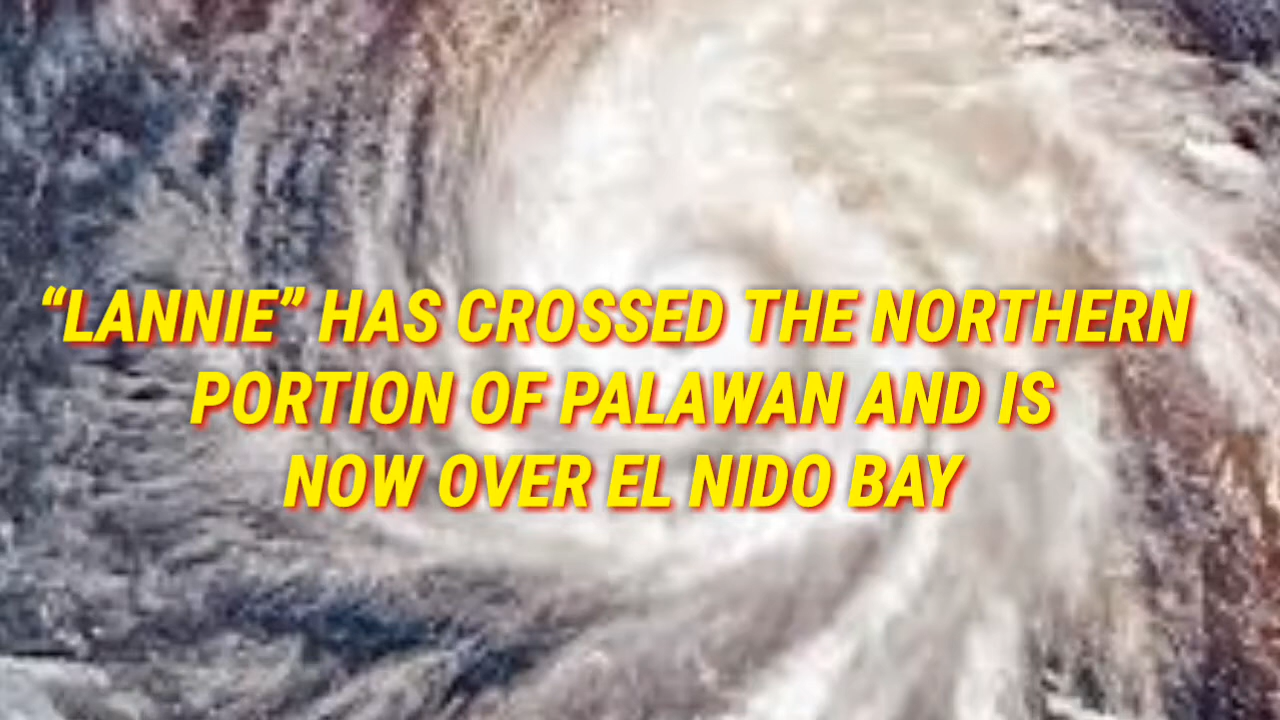 “LANNIE” HAS CROSSED THE NORTHERN
PORTION OF PALAWAN AND IS
NOW OVER EL NIDO BAY